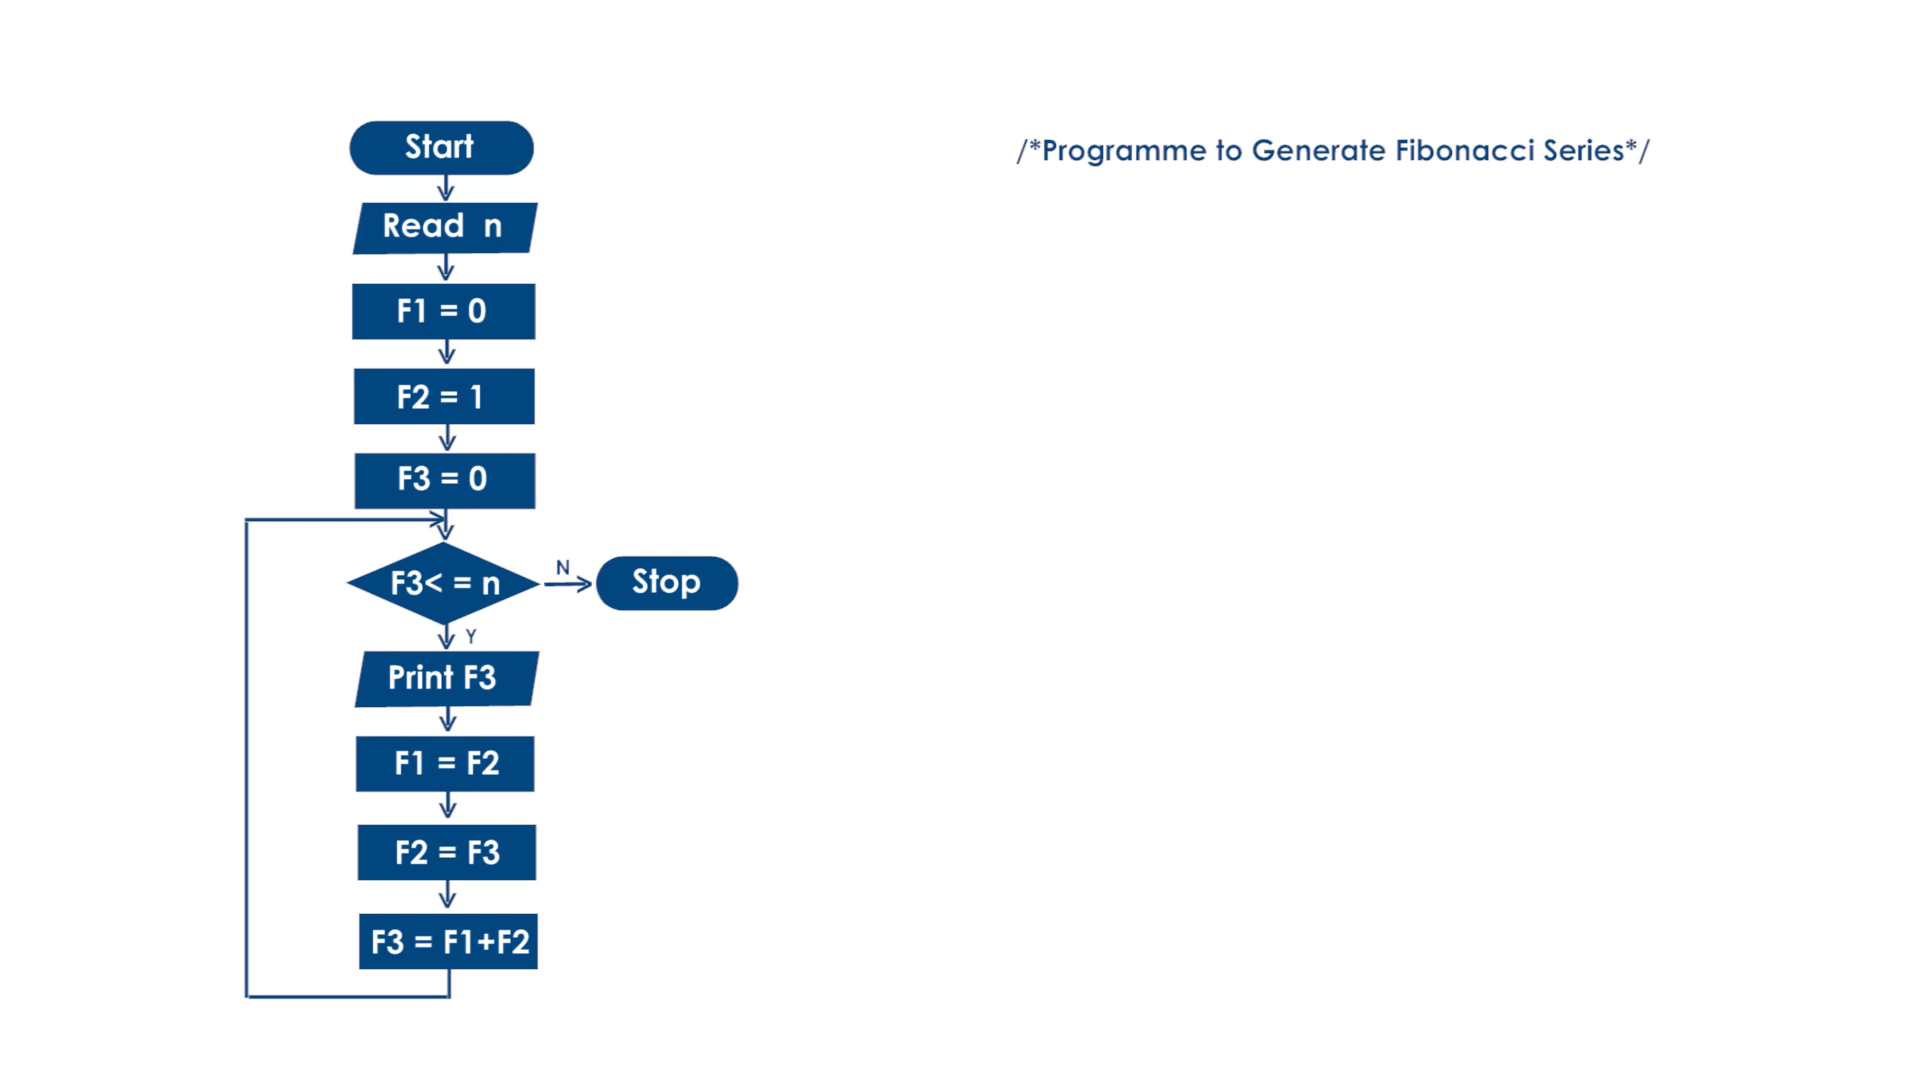 Start
/*Programme to Generate Fibonacci Series*/
Read n
F1 = 0
F2 = 1
F3 = 0
F3< = n
N
Stop
Y
Print F3
F1 = F2
F2 = F3
F3 = F1+F2